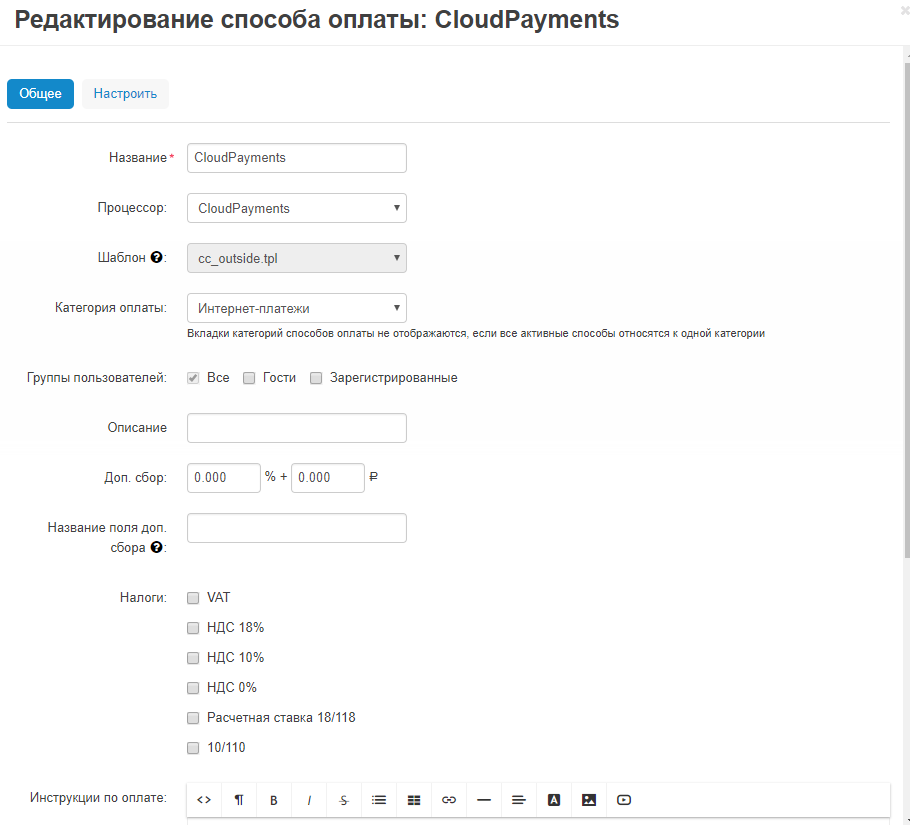 Редактирование способа оплаты: CloudPayments
Общее Настроить
Название* CloudPayments
Процессор: CloudPayments
Шаблон ?: cc_outside.tpl
Категория оплаты: Интернет-платежи
Вкладки категорий способов оплаты не отображаются, если все активные способы относятся к одной категории
Группы пользователей: Все Гости Зарегистрированные
Описание
Доп. сбор: 0.000 % + 0.000 ₽
Название поля доп.
сбора ?:
Налоги: VAT
НДС 18%
НДС 10%
НДС 0%
Расчетная ставка 18/118
10/110
Инструкции по оплате: <> ¶ B I S A